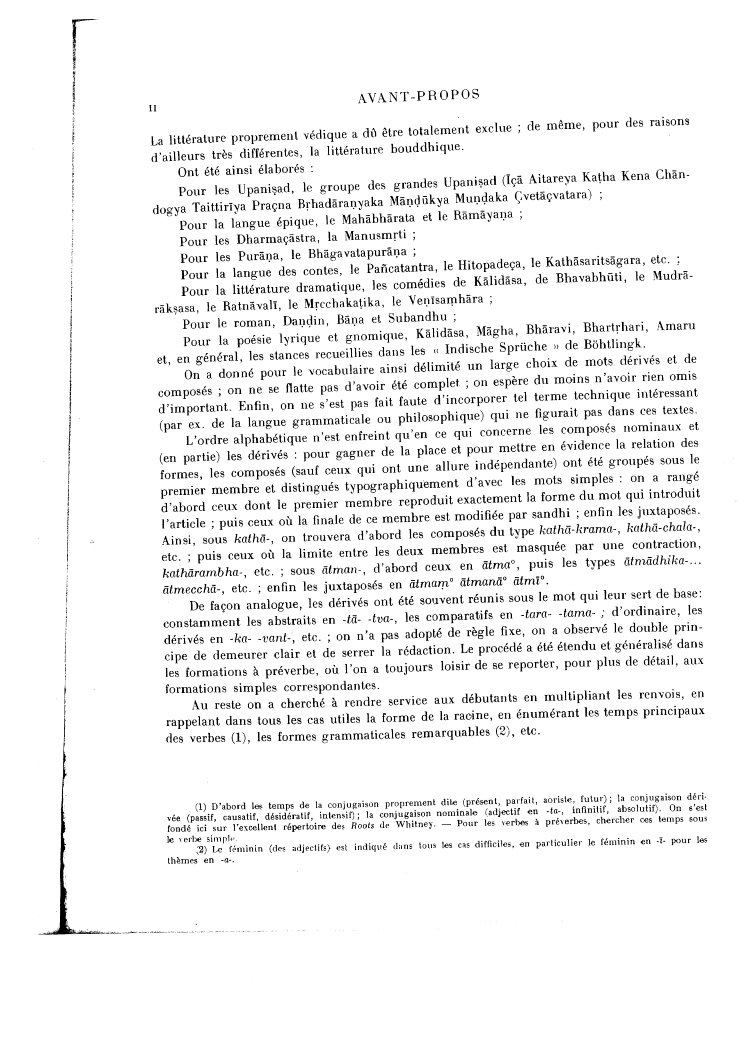 II
AVANT-PROPOS
La littérature proprement védique a dû être totalement exclue ; de même, pour des raisons
d'ailleurs très différentes, la littérature bouddhique.
Ont été ainsi élaborés :
Pour les Upaniṣad, le groupe des grandes Upaniṣad (Īçā Aitareya Kaṭha Kena Chān-
dogya Taittirīya Praçna Bṛhadāraṇyaka Māṇḍūkya Muṇḍaka Çvetāçvatara) ;
Pour la langue épique, le Mahābhārata et le Rāmāyaṇa ;
Pour les Dharmaçāstra, la Manusmṛti ;
Pour les Purāṇa, le Bhāgavatapurāṇa ;
Pour la langue des contes, le Pañcatantra, le Hitopadeça, le Kathāsaritsāgara, etc. ;
Pour la littérature dramatique, les comédies de Kālidāsa, de Bhavabhūti, le Mudrā-
rākṣasa, le Ratnāvalī, le Mṛcchakaṭika, le Veṇīsaṃhāra ;
Pour le roman, Daṇḍin, Bāṇa et Subandhu ;
Pour la poésie lyrique et gnomique, Kālidāsa, Māgha, Bhāravi, Bhartṛhari, Amaru
et, en général, les stances recueillies dans les « Indische Sprüche » de Böhtlingk.
On a donné pour le vocabulaire ainsi délimité un large choix de mots dérivés et de
composés ; on ne se flatte pas d'avoir été complet ; on espère du moins n'avoir rien omis
d'important. Enfin, on ne s'est pas fait faute d'incorporer tel terme technique intéressant
(par ex. de la langue grammaticale ou philosophique) qui ne figurait pas dans ces textes.
L'ordre alphabétique n'est enfreint qu'en ce qui concerne les composés nominaux et
(en partie) les dérivés : pour gagner de la place et pour mettre en évidence la relation des
formes, les composés (sauf ceux qui ont une allure indépendante) ont été groupés sous le
premier membre et distingués typographiquement d'avec les mots simples : on a rangé
d'abord ceux dont le premier membre reproduit exactement la forme du mot qui introduit
l'article ; puis ceux où la finale de ce membre est modifiée par sandhi ; enfin les juxtaposés.
Ainsi, sous kathā-, on trouvera d'abord les composés du type kathā-krama-, kathā-chala-,
etc. ; puis ceux où la limite entre les deux membres est masquée par une contraction,
kathārambha-, etc. ; sous ātman-, d'abord ceux en ātma°, puis les types ātmādhika-...
ātmecchā-, etc. ; enfin les juxtaposés en ātmaṃ° ātmanā° ātmī°.
De façon analogue, les dérivés ont été souvent réunis sous le mot qui leur sert de base:
constamment les abstraits en -tā- -tva-, les comparatifs en -tara- -tama- ; d'ordinaire, les
dérivés en -ka- -vant-, etc. ; on n'a pas adopté de règle fixe, on a observé le double prin-
cipe de demeurer clair et de serrer la rédaction. Le procédé a été étendu et généralisé dans
les formations à préverbe, où l'on a toujours loisir de se reporter, pour plus de détail, aux
formations simples correspondantes.
Au reste on a cherché à rendre service aux débutants en multipliant les renvois, en
rappelant dans tous les cas utiles la forme de la racine, en énumérant les temps principaux
des verbes (1), les formes grammaticales remarquables (2), etc.
(1) D'abord les temps de la conjugaison proprement dite (présent, parfait, aoriste, futur) ; la conjugaison déri-
vée (passif, causatif, désidératif, intensif) ; la conjugaison nominale (adjectif en -ta-, infinitif, absolutif). On s'est
fondé ici sur l'excellent répertoire des Roots de Whitney. — Pour les verbes à préverbes, chercher ces temps sous
le verbe simple.
(2) Le féminin (des adjectifs) est indiqué dans tous les cas difficiles, en particulier le féminin en -ī- pour les
thèmes en -a-.